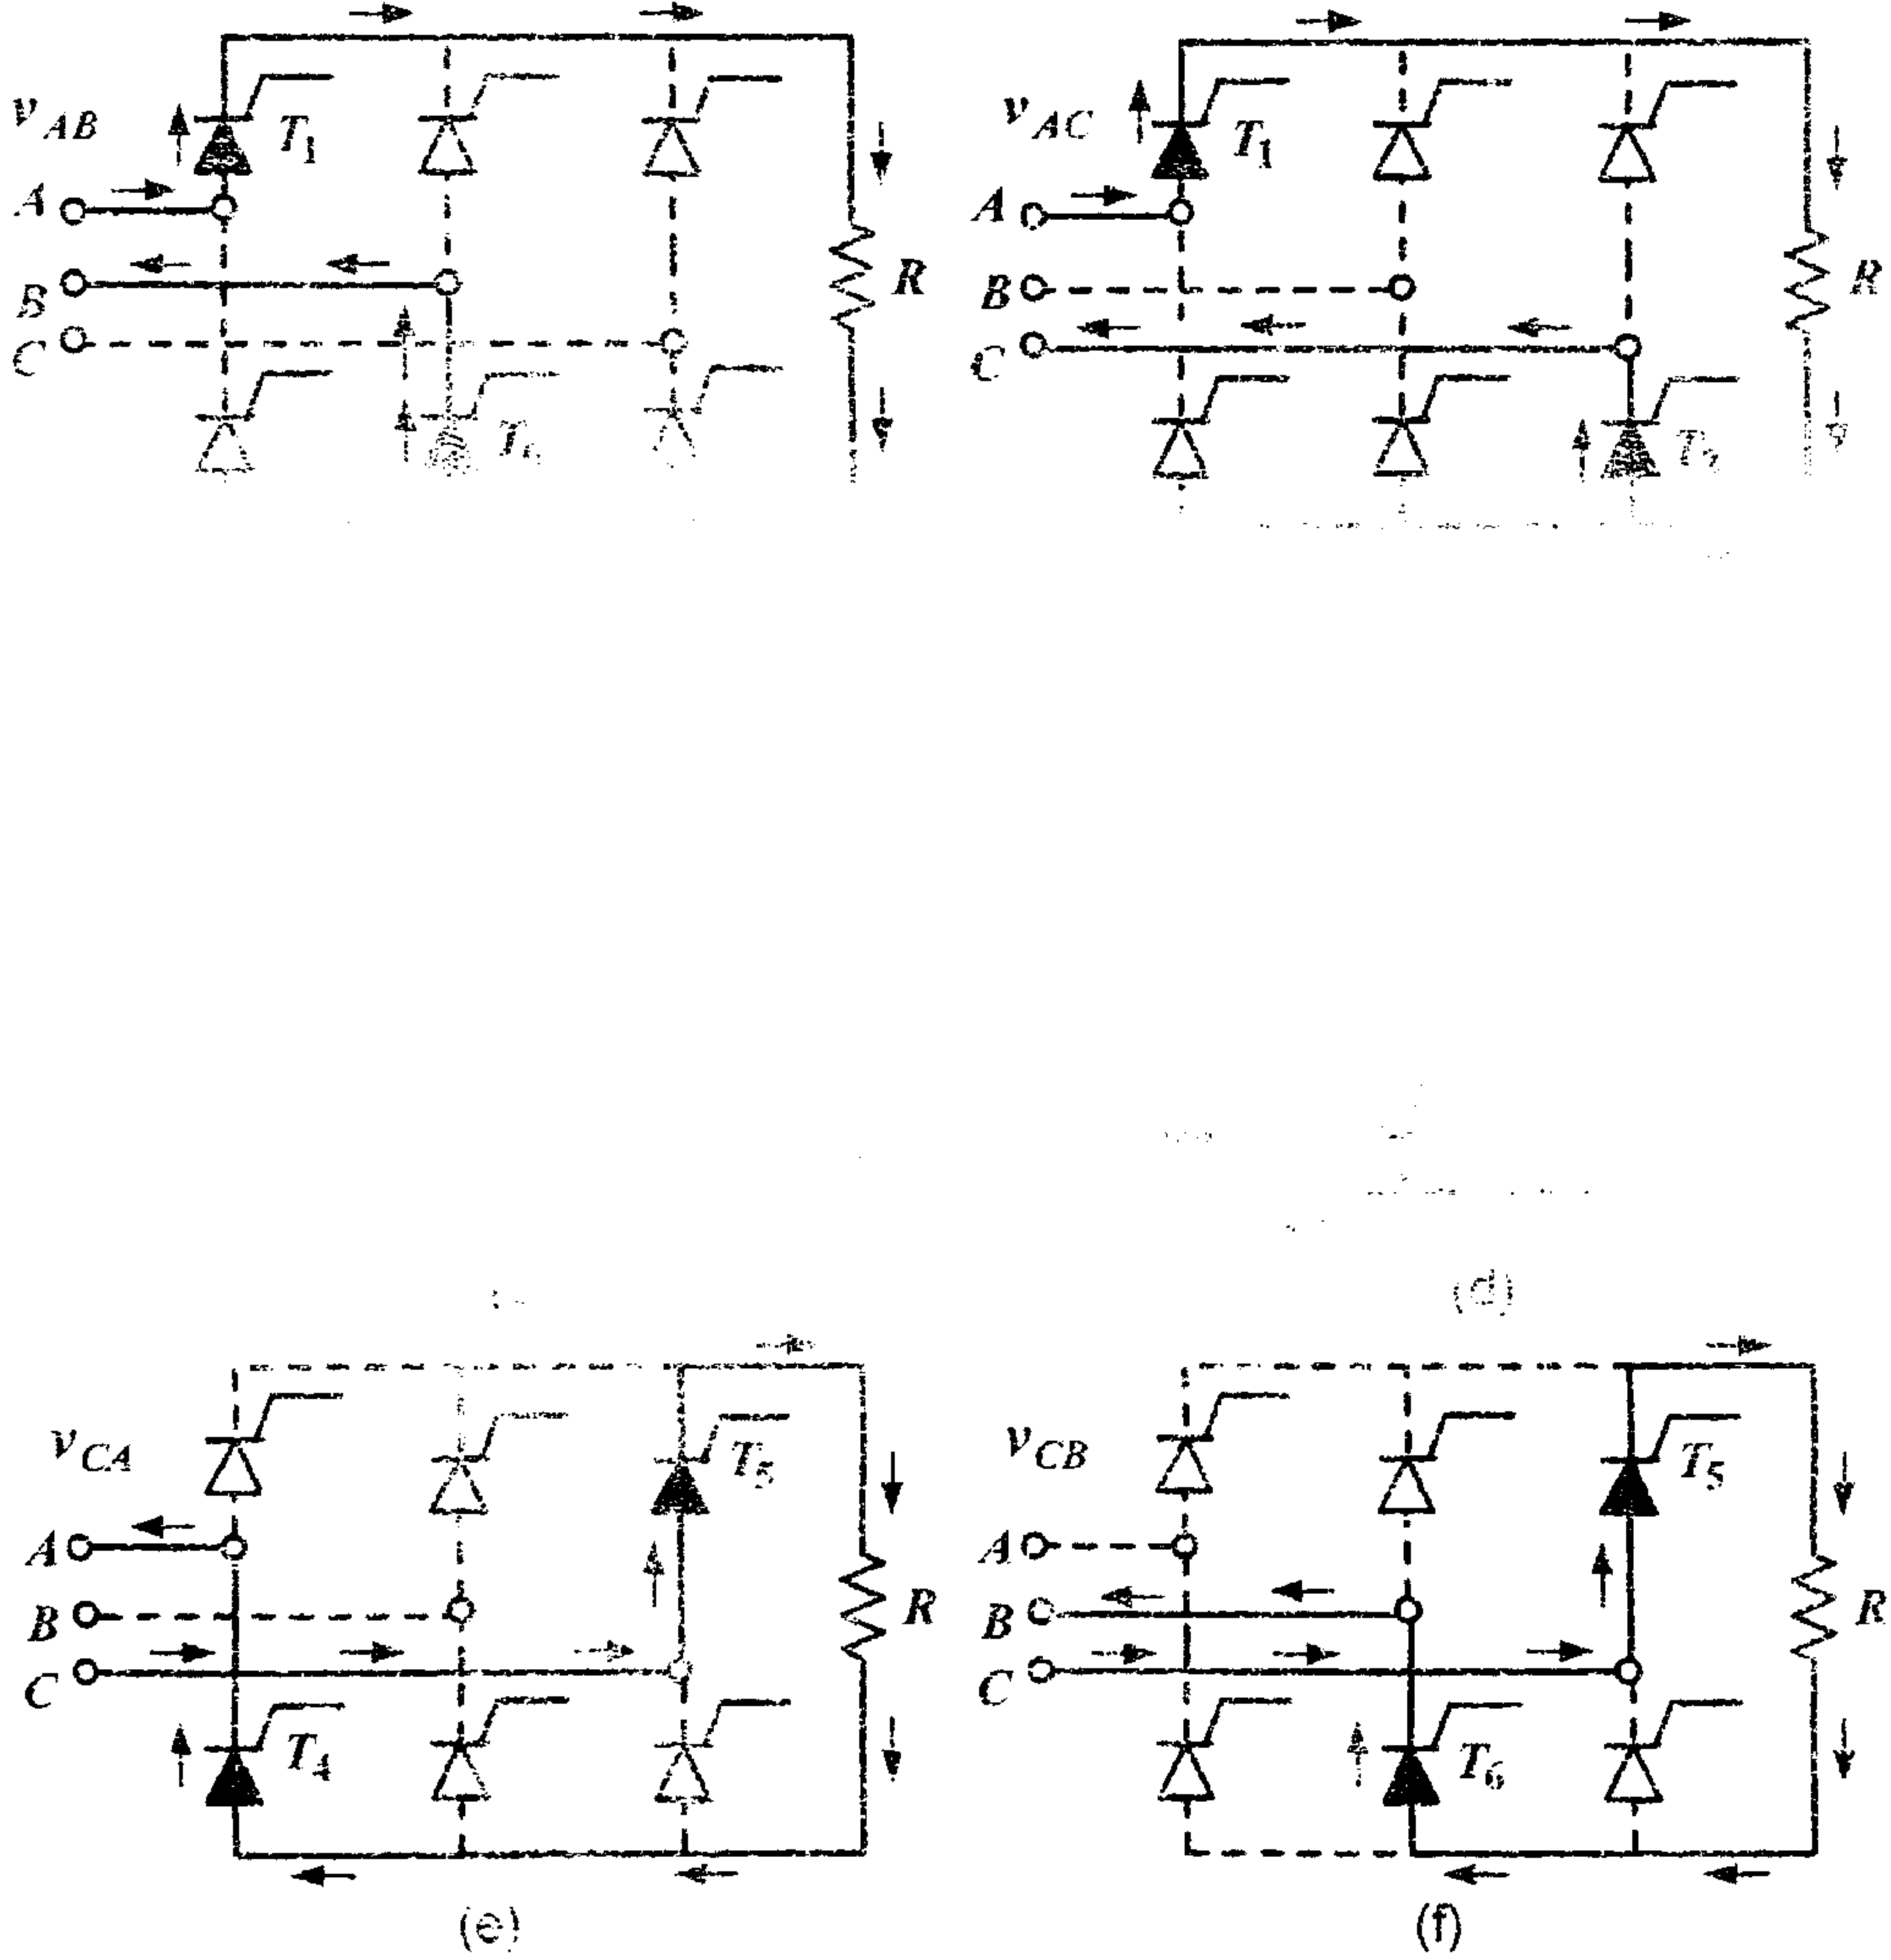 v_AB
T_1
A
B
C
R
v_AC
T_1
A
B
C
R
(d)
v_CA
T_5
A
B
C
R
T_4
(e)
v_CB
T_5
A
B
C
R
T_6
(f)